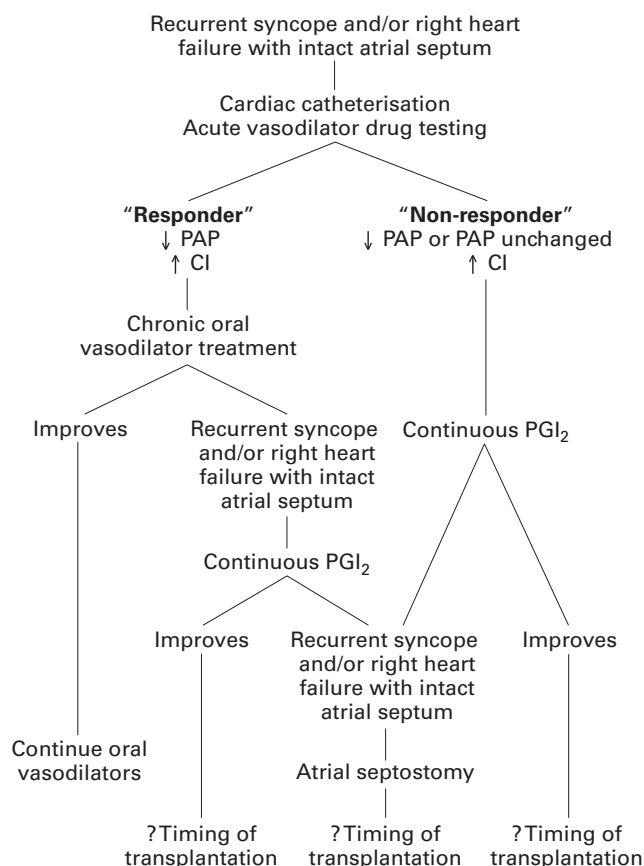 Recurrent syncope and/or right heart
failure with intact atrial septum
Cardiac catheterisation
Acute vasodilator drug testing
"Responder"
↓ PAP
↑ CI
"Non-responder"
↓ PAP or PAP unchanged
↑ CI
Chronic oral
vasodilator treatment
Improves
Recurrent syncope
and/or right heart
failure with intact
atrial septum
Continuous PGI₂
Continuous PGI₂
Improves
Recurrent syncope
and/or right heart
failure with intact
atrial septum
Improves
Continue oral
vasodilators
Atrial septostomy
?Timing of
transplantation
?Timing of
transplantation
?Timing of
transplantation